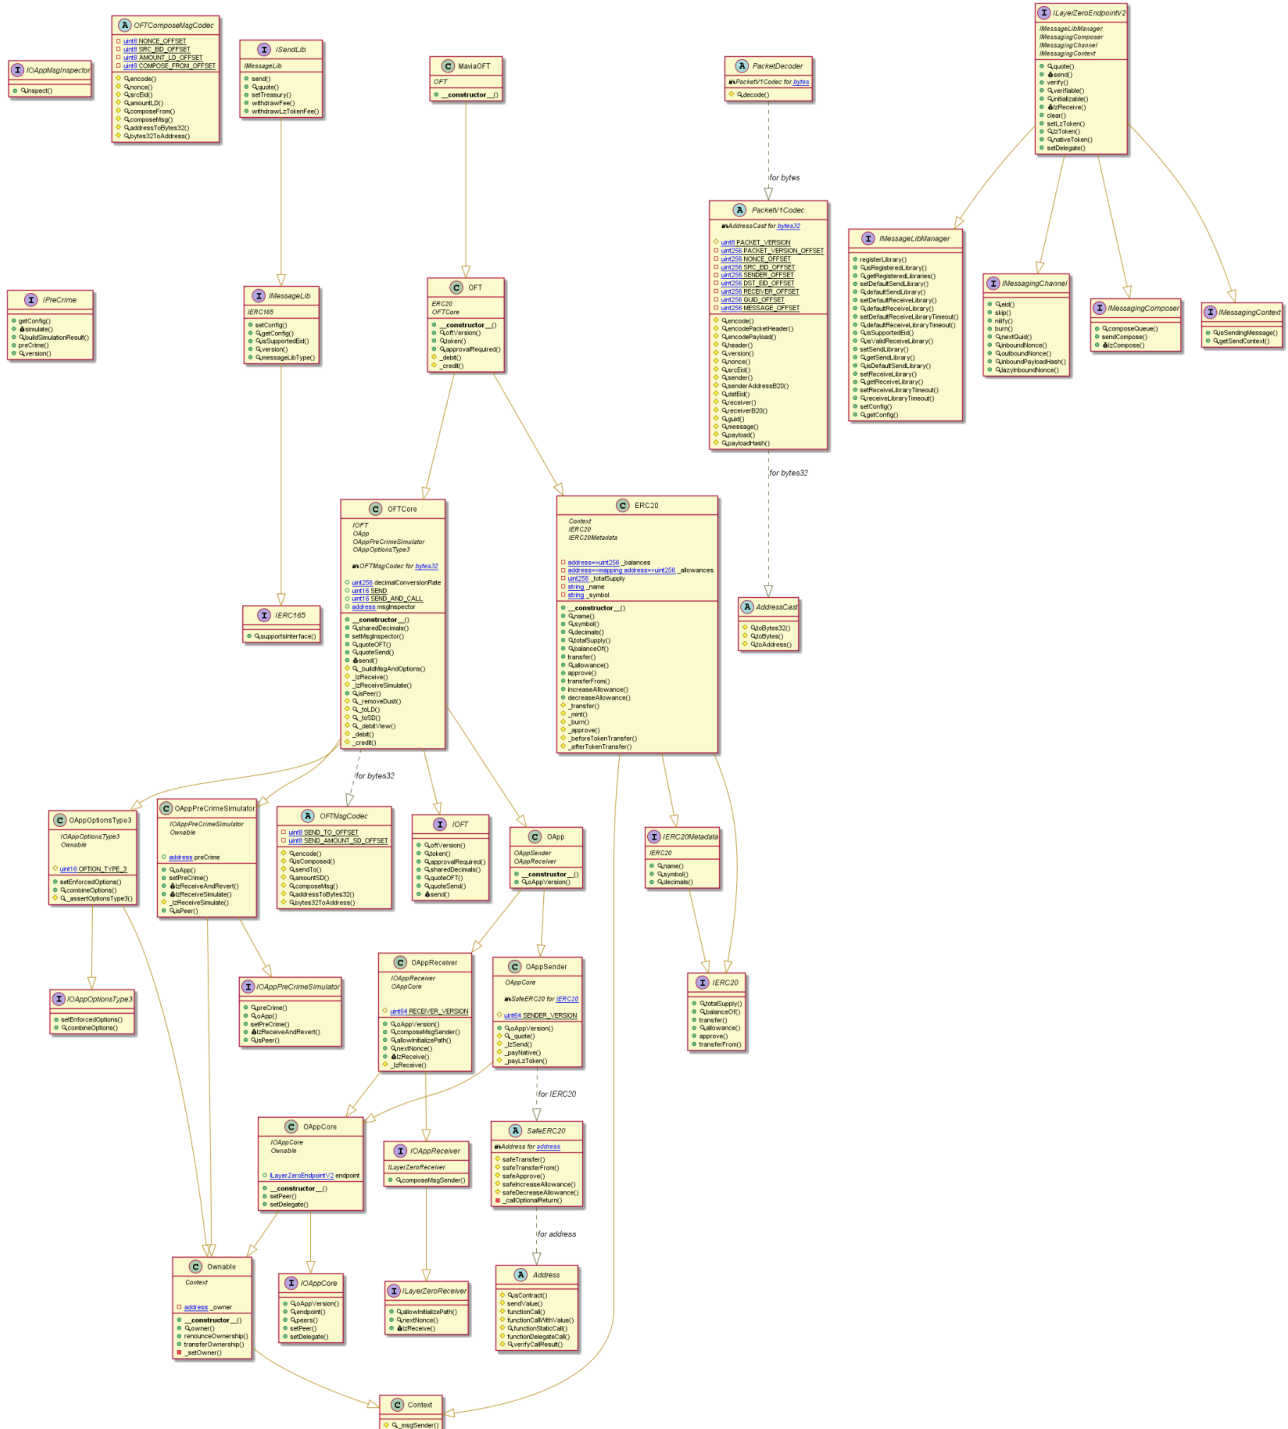 OFTComposeMsgCodec
uint8 NONCE_OFFSET
uint8 SRC_EID_OFFSET
uint8 AMOUNT_LD_OFFSET
uint8 COMPOSE_FROM_OFFSET
encode()
nonce()
srcEid()
amountLD()
composeFrom()
composeMsg()
addressToBytes32()
bytes32ToAddress()
IOAppMsgInspector
inspect()
ISendLib
IMessageLib
send()
quote()
setTreasury()
withdrawFee()
withdrawLzTokenFee()
MaviaOFT
OFT
__constructor__()
PacketDecoder
PacketV1Codec for bytes
decode()
ILayerZeroEndpointV2
IMessageLibManager
IMessagingComposer
IMessagingChannel
IMessagingContext
quote()
send()
verify()
verifiable()
initializable()
lzReceive()
clear()
setLzToken()
lzToken()
nativeToken()
setDelegate()
for bytes
PacketV1Codec
AddressCast for bytes32
uint8 PACKET_VERSION
uint256 PACKET_VERSION_OFFSET
uint256 NONCE_OFFSET
uint256 SRC_EID_OFFSET
uint256 SENDER_OFFSET
uint256 DST_EID_OFFSET
uint256 RECEIVER_OFFSET
uint256 GUID_OFFSET
uint256 MESSAGE_OFFSET
encode()
encodePacketHeader()
encodePayload()
header()
version()
nonce()
srcEid()
sender()
senderAddressB20()
dstEid()
receiver()
receiverB20()
guid()
message()
payload()
payloadHash()
IMessageLibManager
registerLibrary()
isRegisteredLibrary()
getRegisteredLibraries()
setDefaultSendLibrary()
defaultSendLibrary()
setDefaultReceiveLibrary()
defaultReceiveLibrary()
setDefaultReceiveLibraryTimeout()
defaultReceiveLibraryTimeout()
isSupportedEid()
isValidReceiveLibrary()
setSendLibrary()
getSendLibrary()
isDefaultSendLibrary()
setReceiveLibrary()
getReceiveLibrary()
setReceiveLibraryTimeout()
receiveLibraryTimeout()
setConfig()
getConfig()
IMessagingChannel
eid()
skip()
nilify()
burn()
nextGuid()
inboundNonce()
outboundNonce()
inboundPayloadHash()
lazyInboundNonce()
IMessagingComposer
composeQueue()
sendCompose()
lzCompose()
IMessagingContext
isSendingMessage()
getSendContext()
IPreCrime
getConfig()
simulate()
buildSimulationResult()
preCrime()
version()
IMessageLib
IERC165
setConfig()
getConfig()
isSupportedEid()
version()
messageLibType()
OFT
ERC20
OFTCore
__constructor__()
oftVersion()
token()
approvalRequired()
_debit()
_credit()
for bytes32
OFTCore
IOFT
OApp
OAppPreCrimeSimulator
OAppOptionsType3
OFTMsgCodec for bytes32
uint256 decimalConversionRate
uint16 SEND
uint16 SEND_AND_CALL
address msgInspector
__constructor__()
sharedDecimals()
setMsgInspector()
quoteOFT()
quoteSend()
send()
_buildMsgAndOptions()
_lzReceive()
_lzReceiveSimulate()
isPeer()
_removeDust()
_toLD()
_toSD()
_debitView()
_debit()
_credit()
ERC20
Context
IERC20
IERC20Metadata
address=>uint256 _balances
address=>mapping address=>uint256 _allowances
uint256 _totalSupply
string _name
string _symbol
__constructor__()
name()
symbol()
decimals()
totalSupply()
balanceOf()
transfer()
allowance()
approve()
transferFrom()
increaseAllowance()
decreaseAllowance()
_transfer()
_mint()
_burn()
_approve()
_beforeTokenTransfer()
_afterTokenTransfer()
IERC165
supportsInterface()
AddressCast
toBytes32()
toBytes()
toAddress()
for bytes32
OAppOptionsType3
IOAppOptionsType3
Ownable
uint16 OPTION_TYPE_3
setEnforcedOptions()
combineOptions()
_assertOptionsType3()
OAppPreCrimeSimulator
IOAppPreCrimeSimulator
Ownable
address preCrime
oApp()
setPreCrime()
lzReceiveAndRevert()
lzReceiveSimulate()
_lzReceiveSimulate()
isPeer()
OFTMsgCodec
uint8 SEND_TO_OFFSET
uint8 SEND_AMOUNT_SD_OFFSET
encode()
isComposed()
sendTo()
amountSD()
composeMsg()
addressToBytes32()
bytes32ToAddress()
IOFT
oftVersion()
token()
approvalRequired()
sharedDecimals()
quoteOFT()
quoteSend()
send()
OApp
OAppSender
OAppReceiver
__constructor__()
oAppVersion()
IERC20Metadata
IERC20
name()
symbol()
decimals()
IOAppOptionsType3
setEnforcedOptions()
combineOptions()
IOAppPreCrimeSimulator
preCrime()
oApp()
setPreCrime()
lzReceiveAndRevert()
isPeer()
OAppReceiver
IOAppReceiver
OAppCore
uint64 RECEIVER_VERSION
oAppVersion()
composeMsgSender()
allowInitializePath()
nextNonce()
lzReceive()
_lzReceive()
OAppSender
OAppCore
SafeERC20 for IERC20
uint64 SENDER_VERSION
oAppVersion()
_quote()
_lzSend()
_payNative()
_payLzToken()
IERC20
totalSupply()
balanceOf()
transfer()
allowance()
approve()
transferFrom()
for IERC20
OAppCore
IOAppCore
Ownable
ILayerZeroEndpointV2 endpoint
__constructor__()
setPeer()
setDelegate()
IOAppReceiver
ILayerZeroReceiver
composeMsgSender()
SafeERC20
Address for address
safeTransfer()
safeTransferFrom()
safeApprove()
safeIncreaseAllowance()
safeDecreaseAllowance()
_callOptionalReturn()
for address
Ownable
Context
address _owner
__constructor__()
owner()
renounceOwnership()
transferOwnership()
_setOwner()
IOAppCore
oAppVersion()
endpoint()
peers()
setPeer()
setDelegate()
ILayerZeroReceiver
allowInitializePath()
nextNonce()
lzReceive()
Address
isContract()
sendValue()
functionCall()
functionCallWithValue()
functionStaticCall()
functionDelegateCall()
verifyCallResult()
Context
_msgSender()